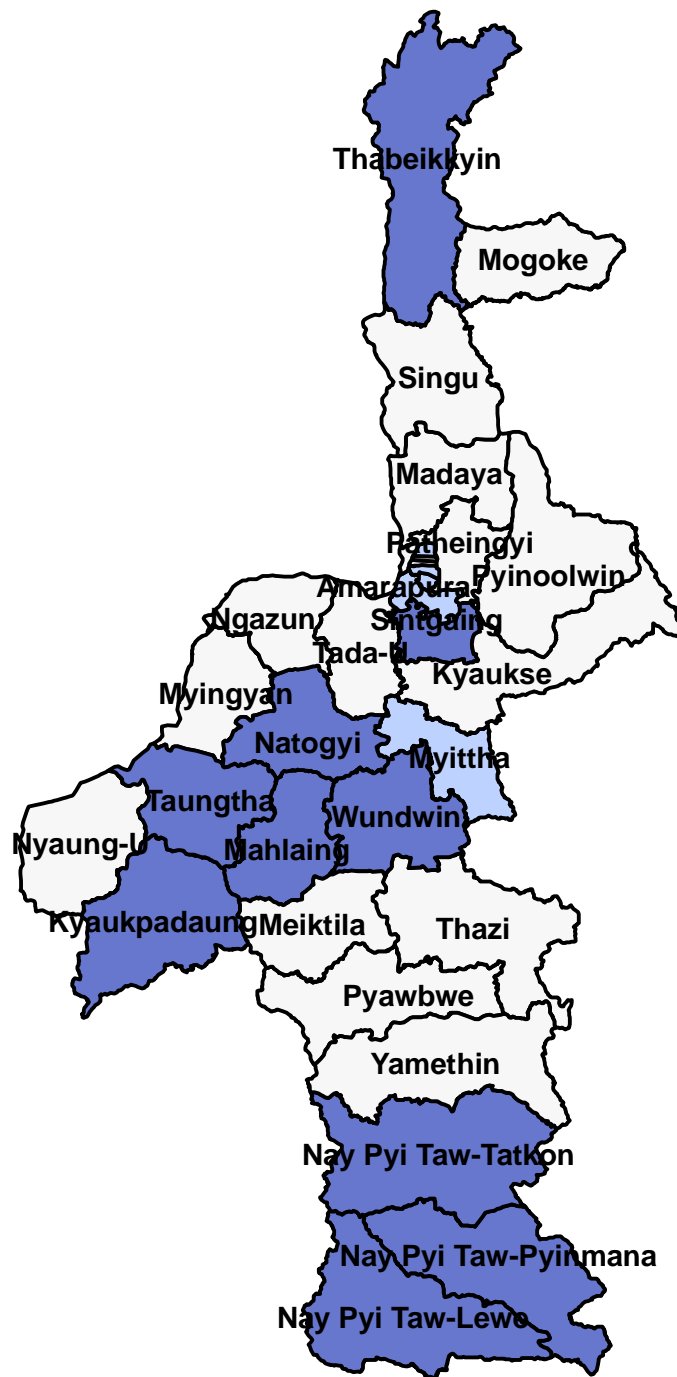 Thabeikkyin
Mogoke
Singu
Madaya
Patheingyi
Pyinoolwin
Amarapura
Sintgaing
Ngazun
Tada-U
Kyaukse
Myingyan
Natogyi
Myittha
Taungtha
Wundwin
Nyaung-U
Mahlaing
Kyaukpadaung
Meiktila
Thazi
Pyawbwe
Yamethin
Nay Pyi Taw-Tatkon
Nay Pyi Taw-Pyinmana
Nay Pyi Taw-Lewe